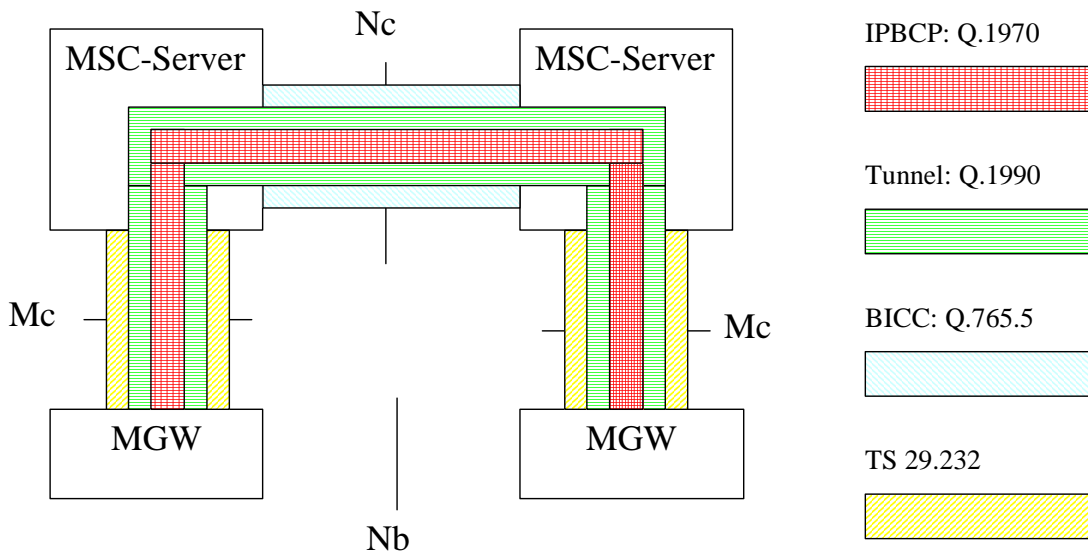 Nc
MSC-Server
MSC-Server
Mc
Mc
MGW
MGW
Nb
IPBCP: Q.1970
Tunnel: Q.1990
BICC: Q.765.5
TS 29.232